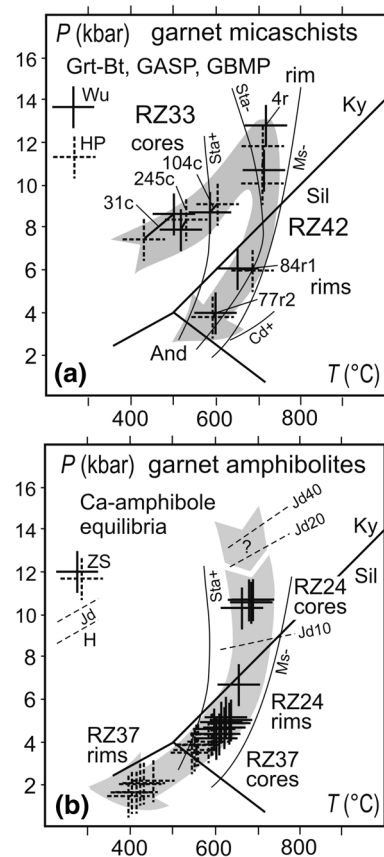 P (kbar) garnet micaschists
16
Grt-Bt, GASP, GBMP
rim
14
Wu
RZ33
cores
Sta-
4r
Ky
12
HP
Sta+
Ms-
104c
10
245c
Sil
31c
8
RZ42
6
84r1
rims
4
77r2
And
Cd+
2
(a)
T (°C)
400 600 800
P (kbar) garnet amphibolites
16
Ca-amphibole
equilibria
Jd40
14
?
Jd20
Ky
12
ZS
Sta+
Sil
RZ24
cores
10
Jd
H
Jd10
8
Ms-
6
RZ24
rims
RZ37
rims
4
RZ37
cores
2
(b)
T (°C)
400 600 800